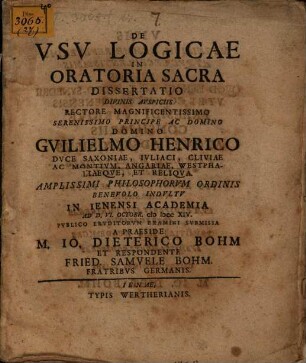 Diss.
3066
(37)
7.
DE
VSV LOGICAE
IN
ORATORIA SACRA
DISSERTATIO
DIVINIS AVSPICIIS
RECTORE MAGNIFICENTISSIMO
SERENISSIMO PRINCIPE AC DOMINO
DOMINO
GVILIELMO HENRICO
DVCE SAXONIAE, IVLIACI, CLIVIAE
AC MONTIVM, ANGARIAE, WESTPHA-
LIAEQVE, ET RELIQVA
AMPLISSIMI PHILOSOPHORVM ORDINIS
BENEVOLO INDVLTV
IN IENENSI ACADEMIA
AD D. VI. OCTOBR. XIV.
PVBLICO ERVDITORVM EXAMINI SVBMISSA
A PRAESIDE
M. IO. DIETERICO BOHM
ET RESPONDENTE
FRIED. SAMVELE BOHM.
FRATRIBVS GERMANIS.
IENAE,
TYPIS WERTHERIANIS.